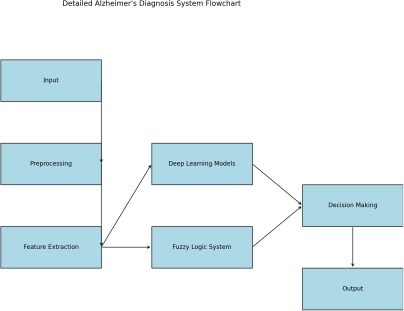 Detailed Alzheimer's Diagnosis System Flowchart
Input
Preprocessing
Deep Learning Models
Decision Making
Feature Extraction
Fuzzy Logic System
Output